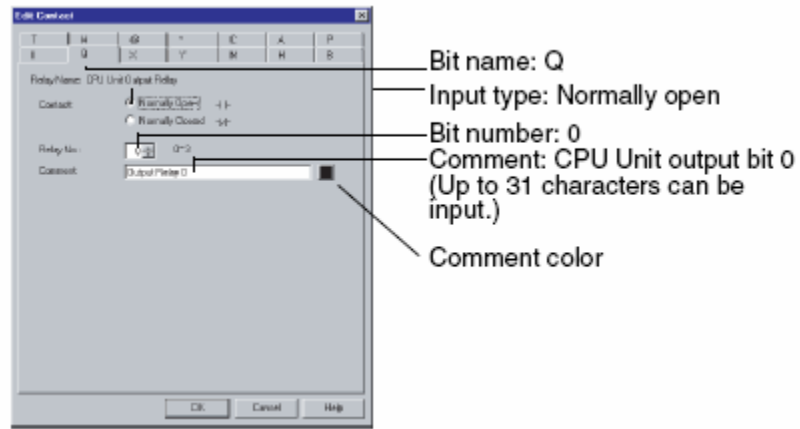 Edit Contact
T H @ * C A P
I Q X Y M H B
Relay Name: CPU Unit Output Relay
Contact: Normally Open
Normally Closed
Relay No.: 0 0~3
Comment: Output Relay 0
OK Cancel Help
Bit name: Q
Input type: Normally open
Bit number: 0
Comment: CPU Unit output bit 0
(Up to 31 characters can be
input.)
Comment color